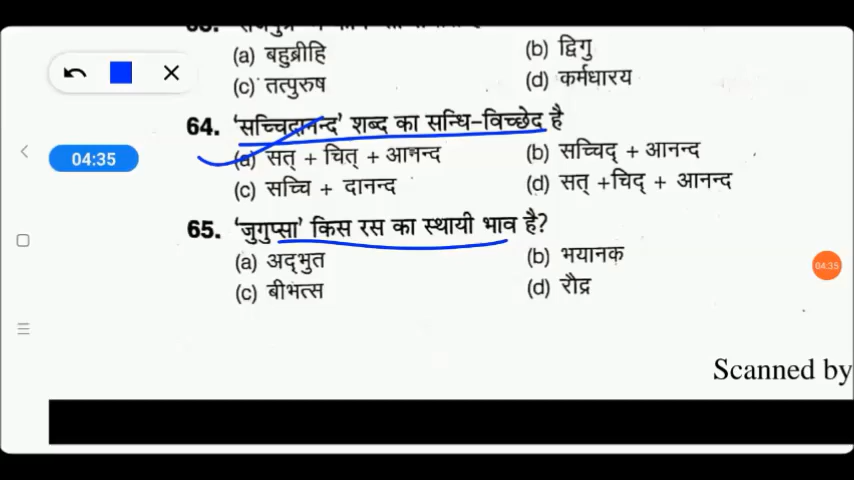 (a) बहुब्रीहि (b) द्विगु
(c) तत्पुरुष (d) कर्मधारय
64. 'सच्चिदानन्द' शब्द का सन्धि-विच्छेद है
04:35
(a) सत् + चित् + आनन्द (b) सच्चिद् + आनन्द
(c) सच्चि + दानन्द (d) सत् +चिद् + आनन्द
65. 'जुगुप्सा' किस रस का स्थायी भाव है?
(a) अद्‌भुत (b) भयानक
04:35
(c) बीभत्स (d) रौद्र
Scanned by